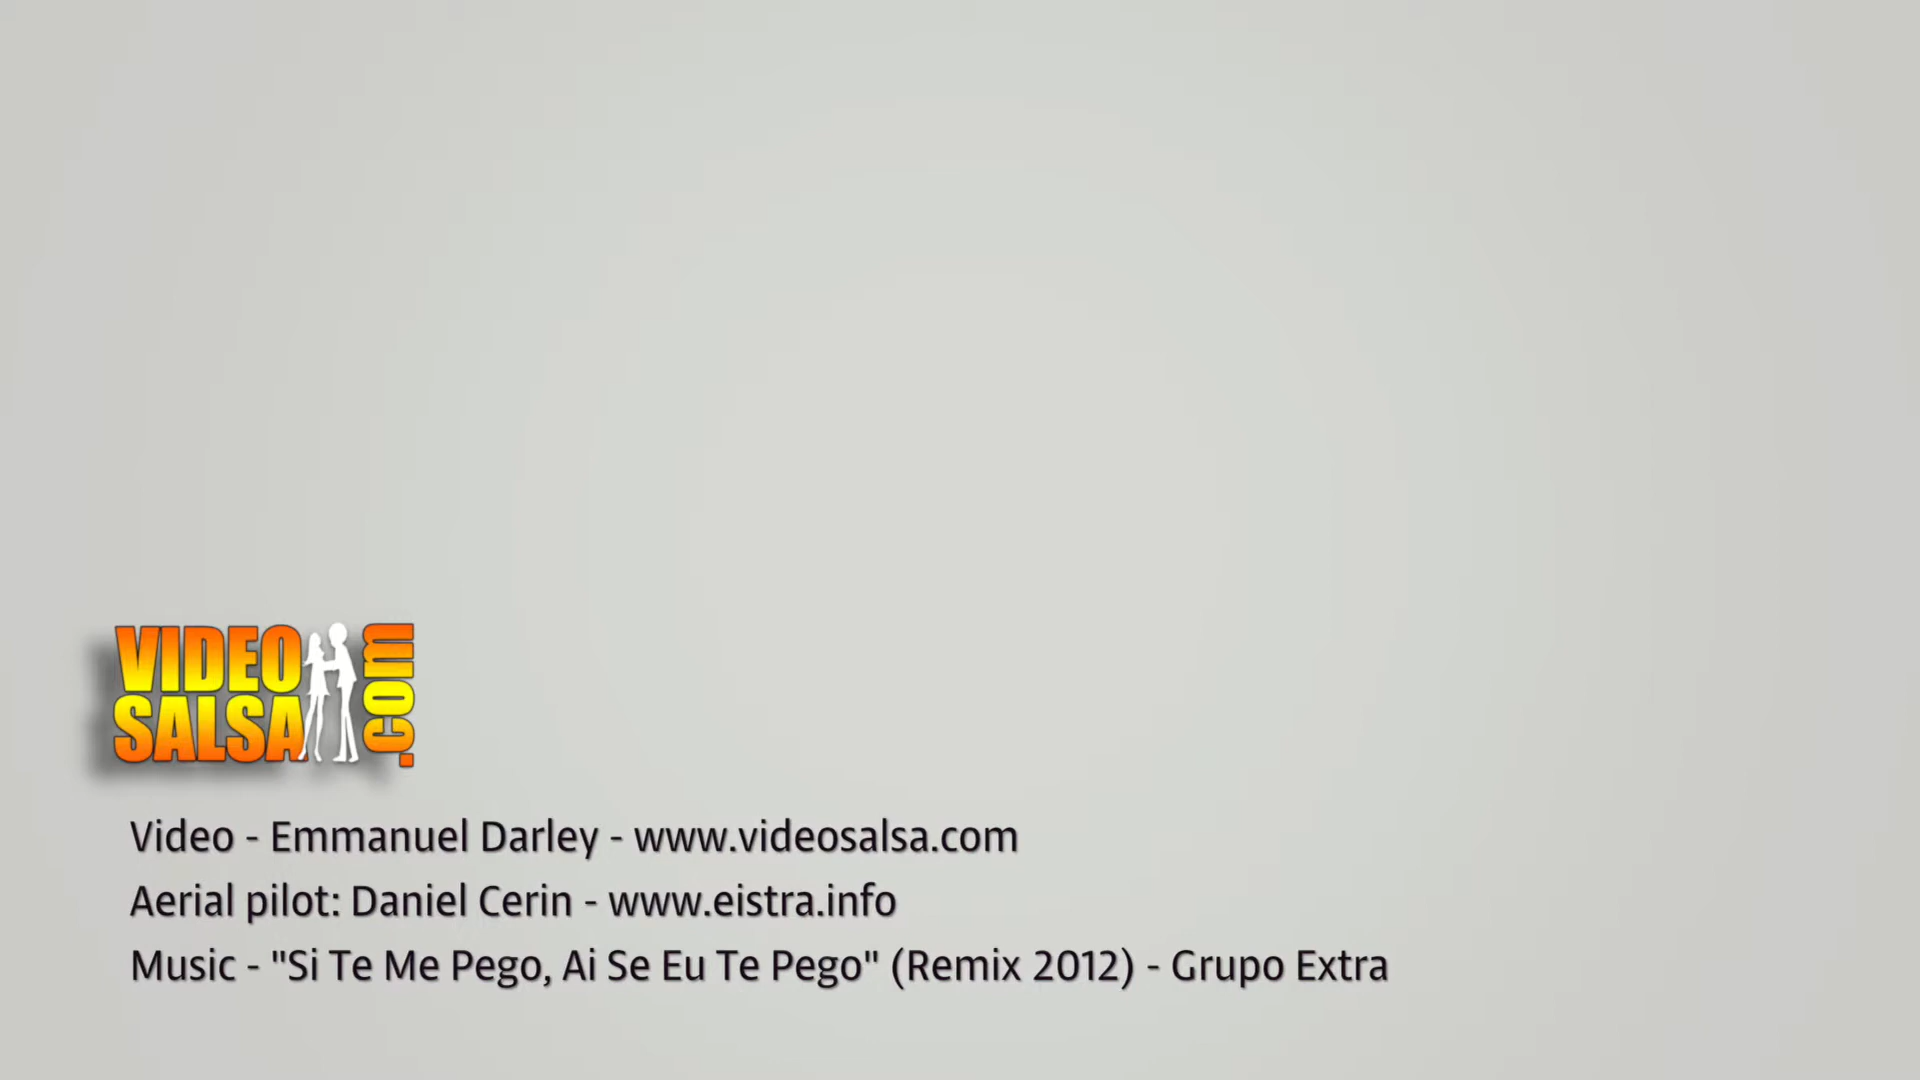 VIDEO
SALSA
.com
Video - Emmanuel Darley - www.videosalsa.com
Aerial pilot: Daniel Cerin - www.eistra.info
Music - "Si Te Me Pego, Ai Se Eu Te Pego" (Remix 2012) - Grupo Extra